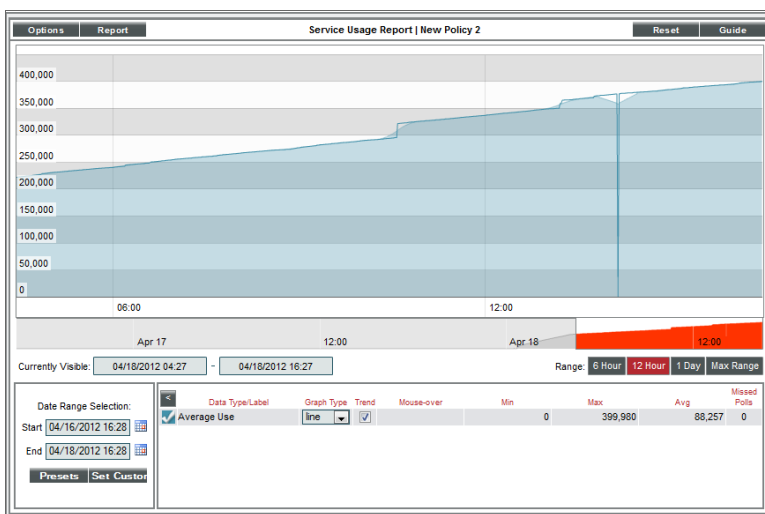 Options Report Service Usage Report | New Policy 2 Reset Guide
400,000
350,000
300,000
250,000
200,000
150,000
100,000
50,000
0
06:00 12:00
Apr 17 12:00 Apr 18 12:00
Currently Visible: 04/18/2012 04:27 - 04/18/2012 16:27 Range: 6 Hour 12 Hour 1 Day Max Range
Date Range Selection:
Start 04/16/2012 16:28
End 04/18/2012 16:28
Presets Set Custor
< Data Type/Label Graph Type Trend Mouse-over Min Max Avg Missed Polls
Average Use line 0 399,980 88,257 0